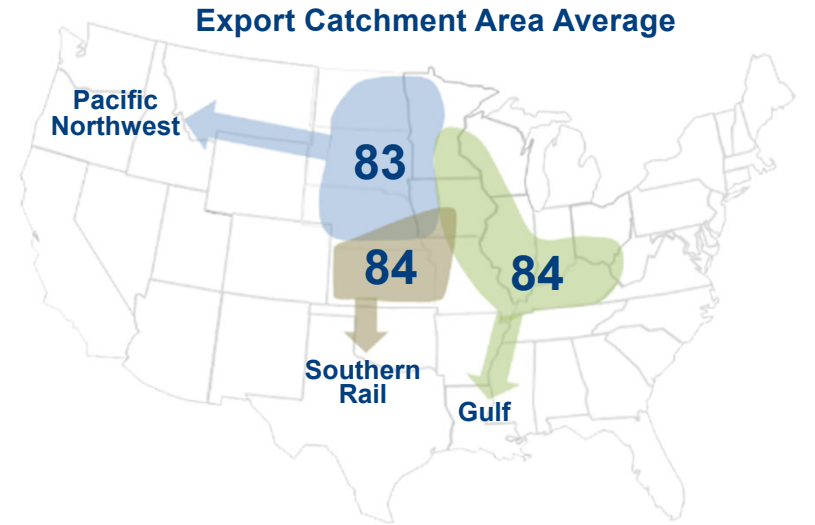 Export Catchment Area Average
Pacific
Northwest
83
84
84
Southern
Rail
Gulf